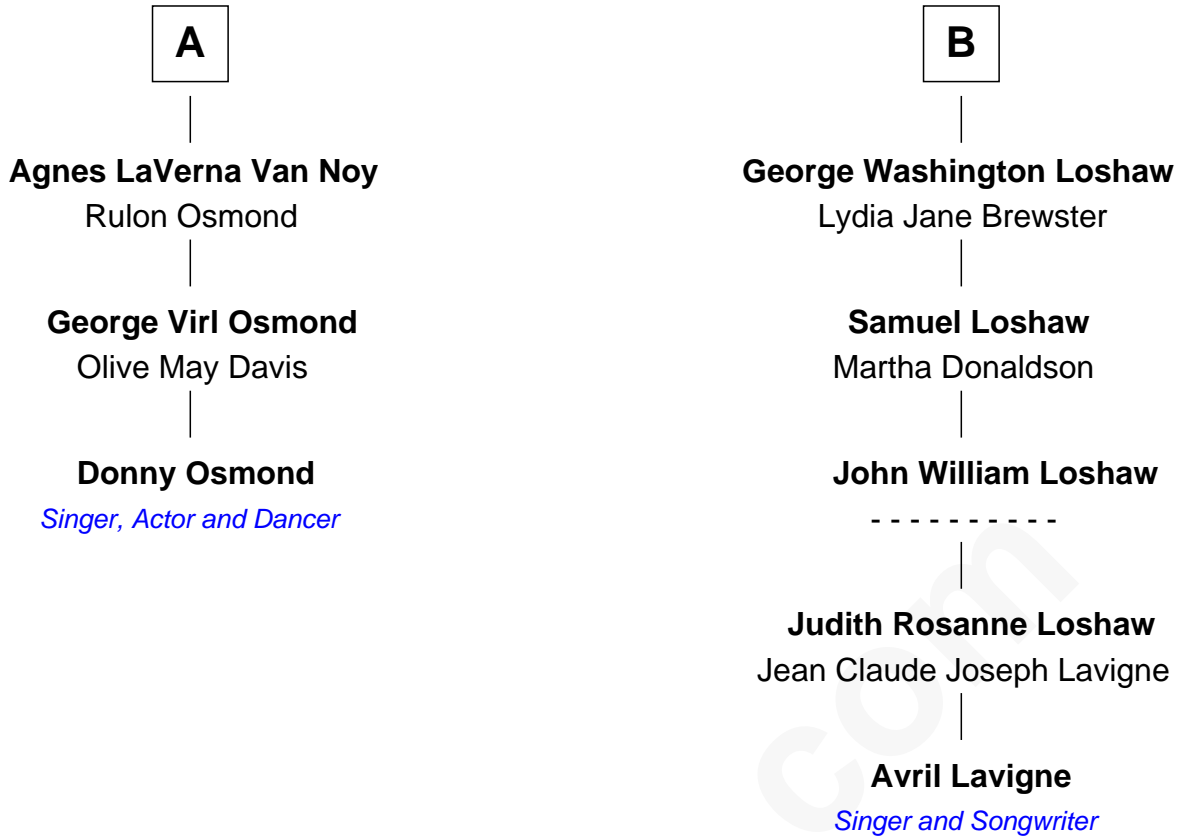 A
Agnes LaVerna Van Noy
Rulon Osmond
George Virl Osmond
Olive May Davis
Donny Osmond
Singer, Actor and Dancer
B
George Washington Loshaw
Lydia Jane Brewster
Samuel Loshaw
Martha Donaldson
John William Loshaw
- - - - - - - - - -
Judith Rosanne Loshaw
Jean Claude Joseph Lavigne
Avril Lavigne
Singer and Songwriter
com